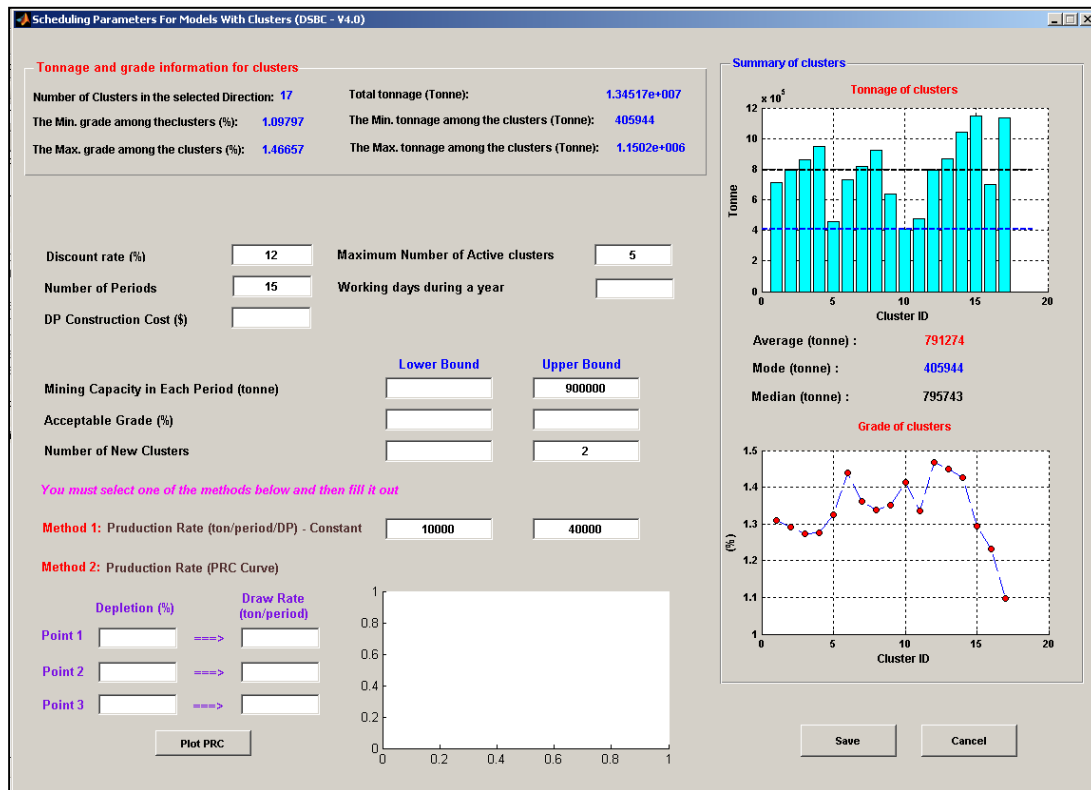 Scheduling Parameters For Models With Clusters (DSBC - V4.0)
Tonnage and grade information for clusters
Number of Clusters in the selected Direction: 17
Total tonnage (Tonne): 1.34517e+007
The Min. grade among theclusters (%): 1.09797
The Min. tonnage among the clusters (Tonne): 405944
The Max. grade among the clusters (%): 1.46657
The Max. tonnage among the clusters (Tonne): 1.1502e+006
Discount rate (%) 12
Maximum Number of Active clusters 5
Number of Periods 15
Working days during a year
DP Construction Cost ($)
Lower Bound Upper Bound
Mining Capacity in Each Period (tonne) 900000
Acceptable Grade (%)
Number of New Clusters 2
You must select one of the methods below and then fill it out
Method 1: Pruduction Rate (ton/period/DP) - Constant 10000 40000
Method 2: Pruduction Rate (PRC Curve)
Depletion (%) Draw Rate
(ton/period)
Point 1 ===>
Point 2 ===>
Point 3 ===>
Plot PRC
1
0.8
0.6
0.4
0.2
0
0 0.2 0.4 0.6 0.8 1
Summary of clusters
Tonnage of clusters
x 10^5
12
10
8
6
4
2
0
Tonne
0 5 10 15 20
Cluster ID
Average (tonne) : 791274
Mode (tonne) : 405944
Median (tonne) : 795743
Grade of clusters
1.5
1.4
1.3
1.2
1.1
1
(%)
0 5 10 15 20
Cluster ID
Save Cancel